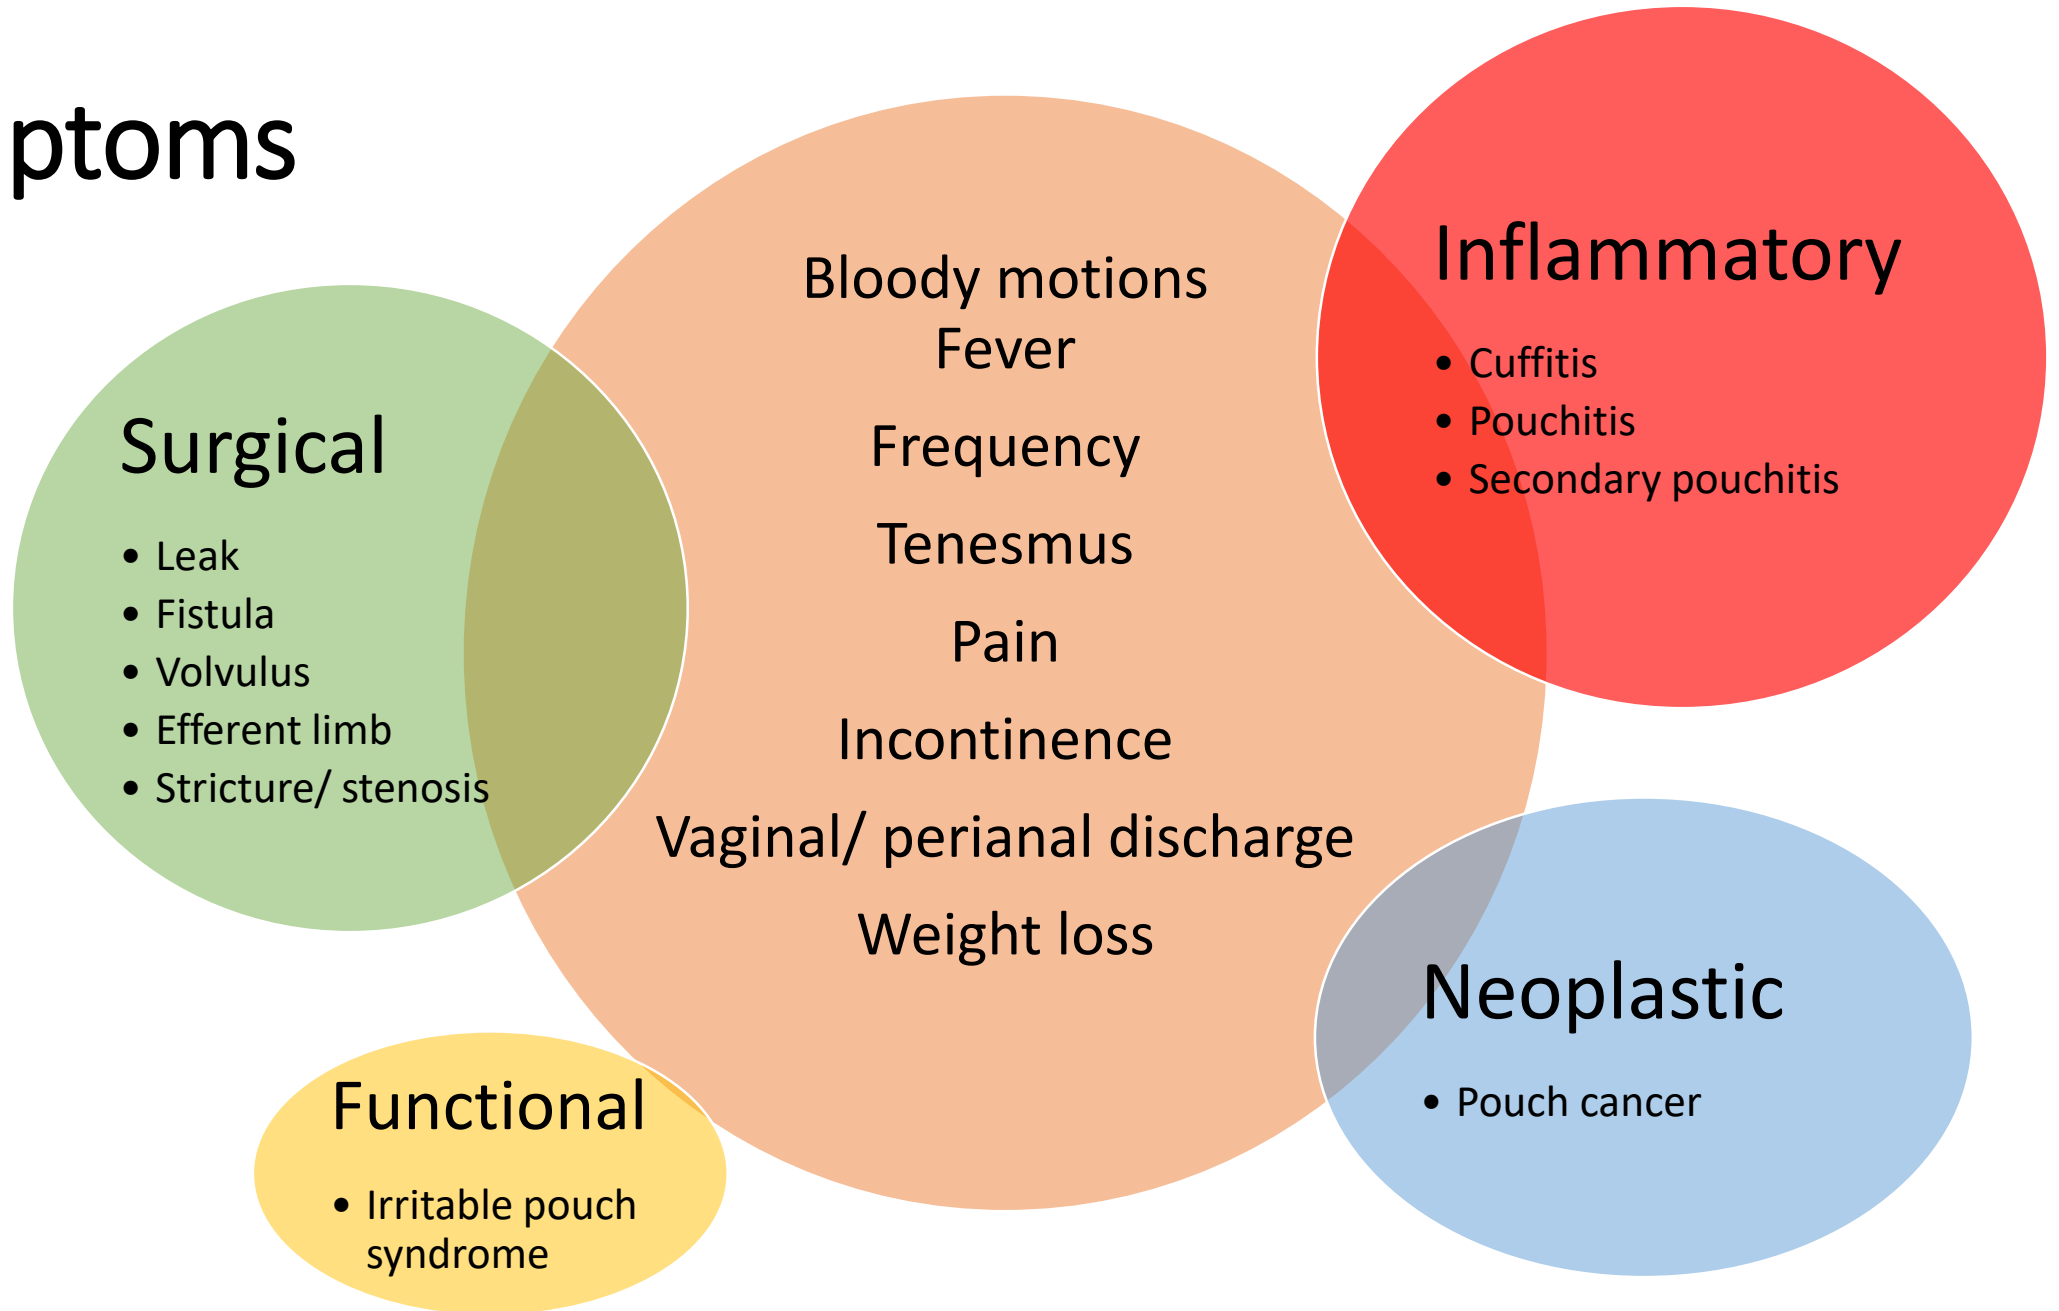 ptoms
Bloody motions
Fever
Frequency
Tenesmus
Pain
Incontinence
Vaginal/ perianal discharge
Weight loss
Inflammatory
• Cuffitis
• Pouchitis
• Secondary pouchitis
Surgical
• Leak
• Fistula
• Volvulus
• Efferent limb
• Stricture/ stenosis
Neoplastic
• Pouch cancer
Functional
• Irritable pouch
syndrome